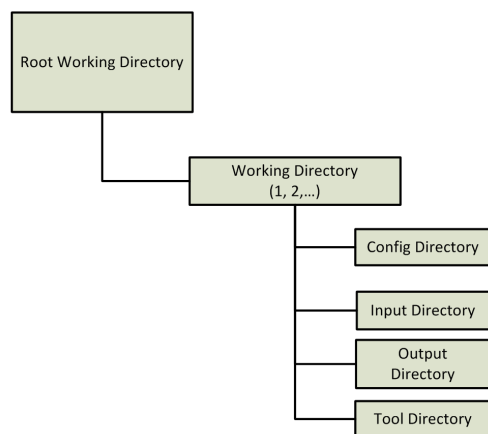 Root Working Directory
Working Directory
(1, 2,...)
Config Directory
Input Directory
Output
Directory
Tool Directory